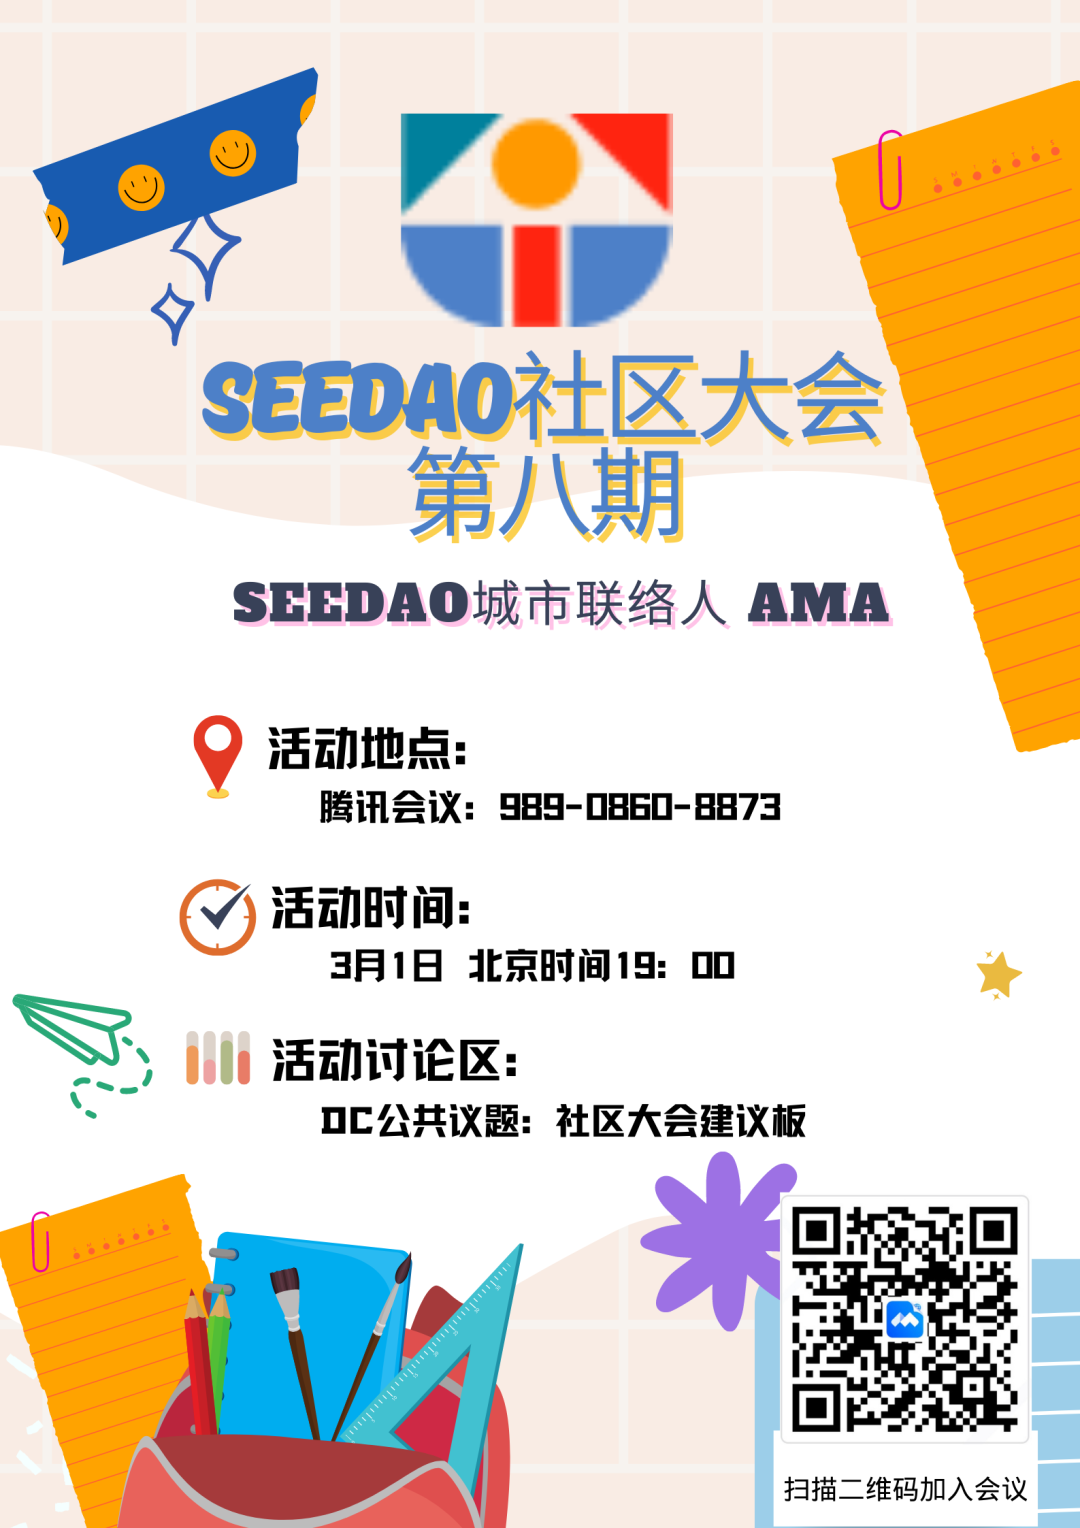 SEEDAO社区大会
第八期
SEEDAO城市联络人 AMA
活动地点:
腾讯会议: 989-0860-8873
活动时间:
3月1日 北京时间19: 00
活动讨论区:
DC公共议题: 社区大会建议板
扫描二维码加入会议